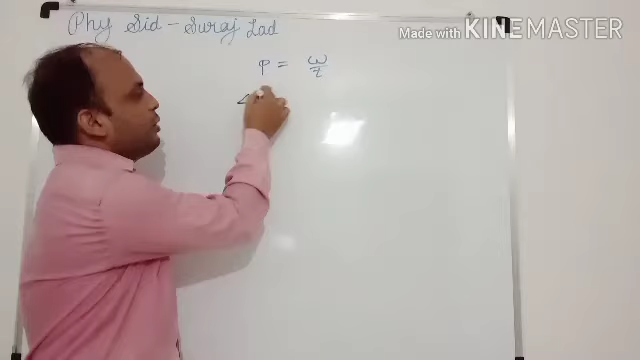 Phy Sid - Suraj Lad
Made with KINEMASTER
P = W/t